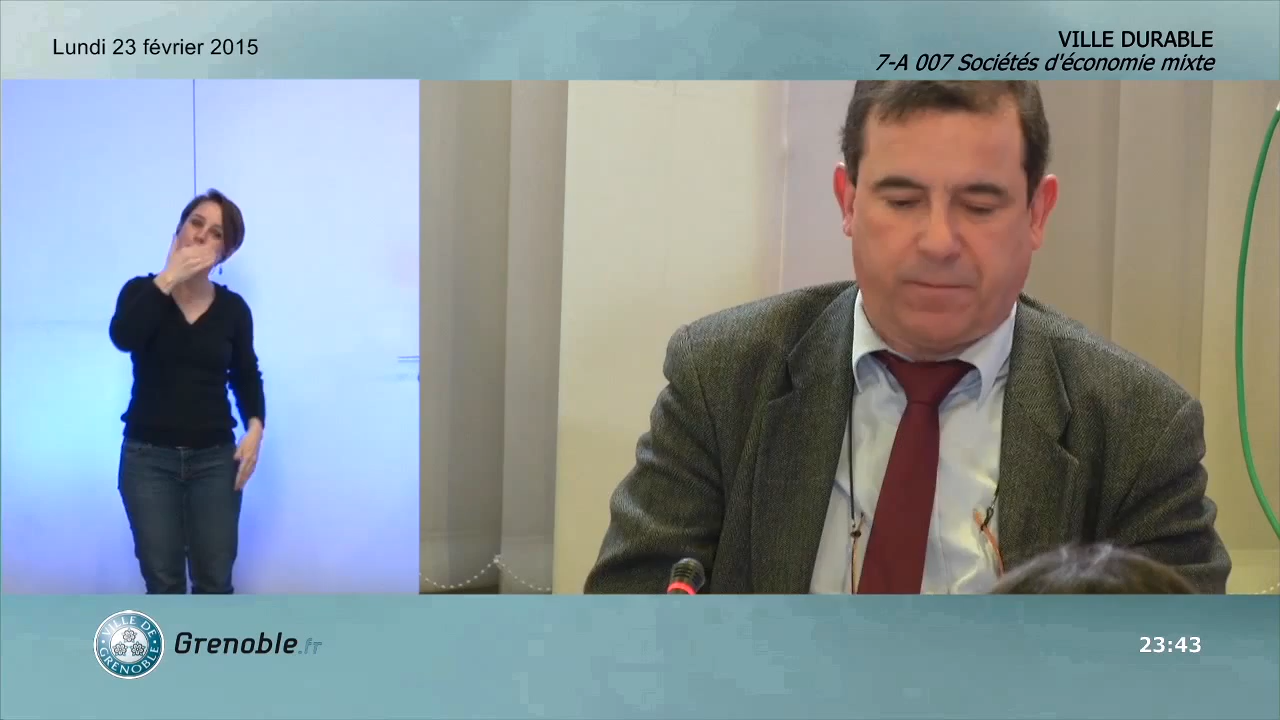 Lundi 23 février 2015
VILLE DURABLE
7-A 007 Sociétés d'économie mixte
VILLE DE
GRENOBLE
Grenoble.fr
23:43